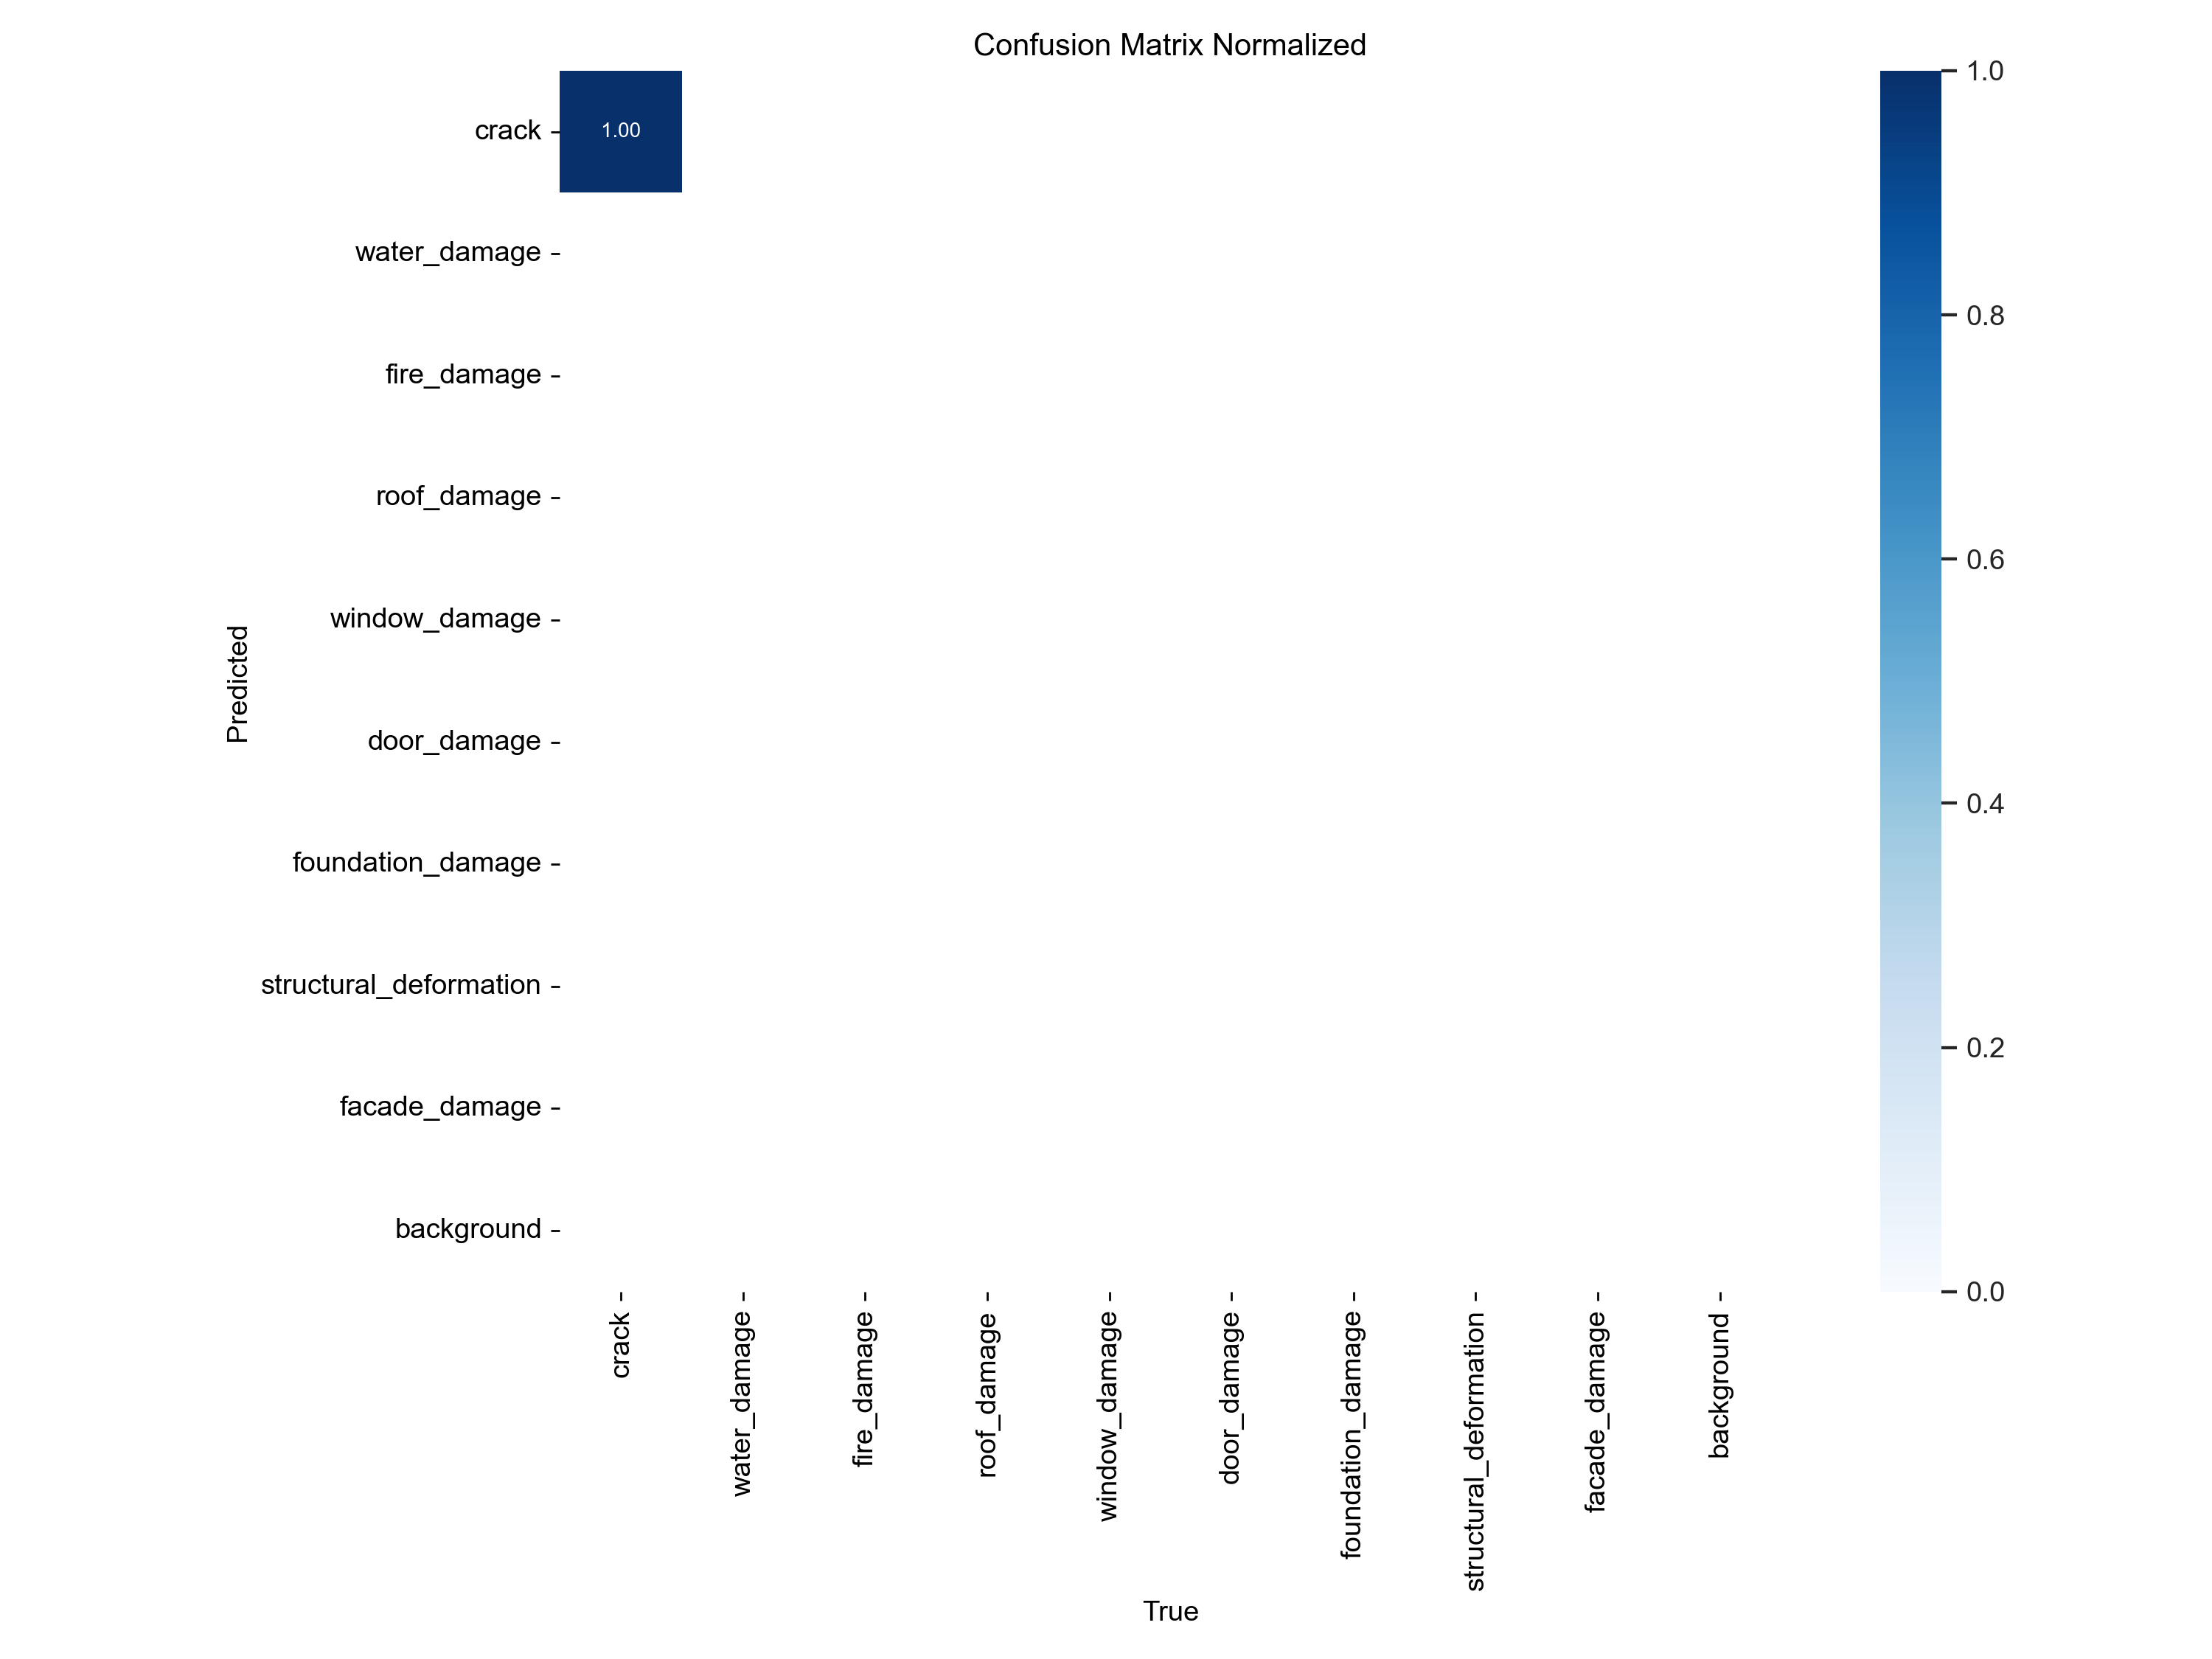 Confusion Matrix Normalized
crack
1.00
water_damage
fire_damage
roof_damage
window_damage
door_damage
foundation_damage
structural_deformation
facade_damage
background
Predicted
crack
water_damage
fire_damage
roof_damage
window_damage
door_damage
foundation_damage
structural_deformation
facade_damage
background
True
1.0
0.8
0.6
0.4
0.2
0.0